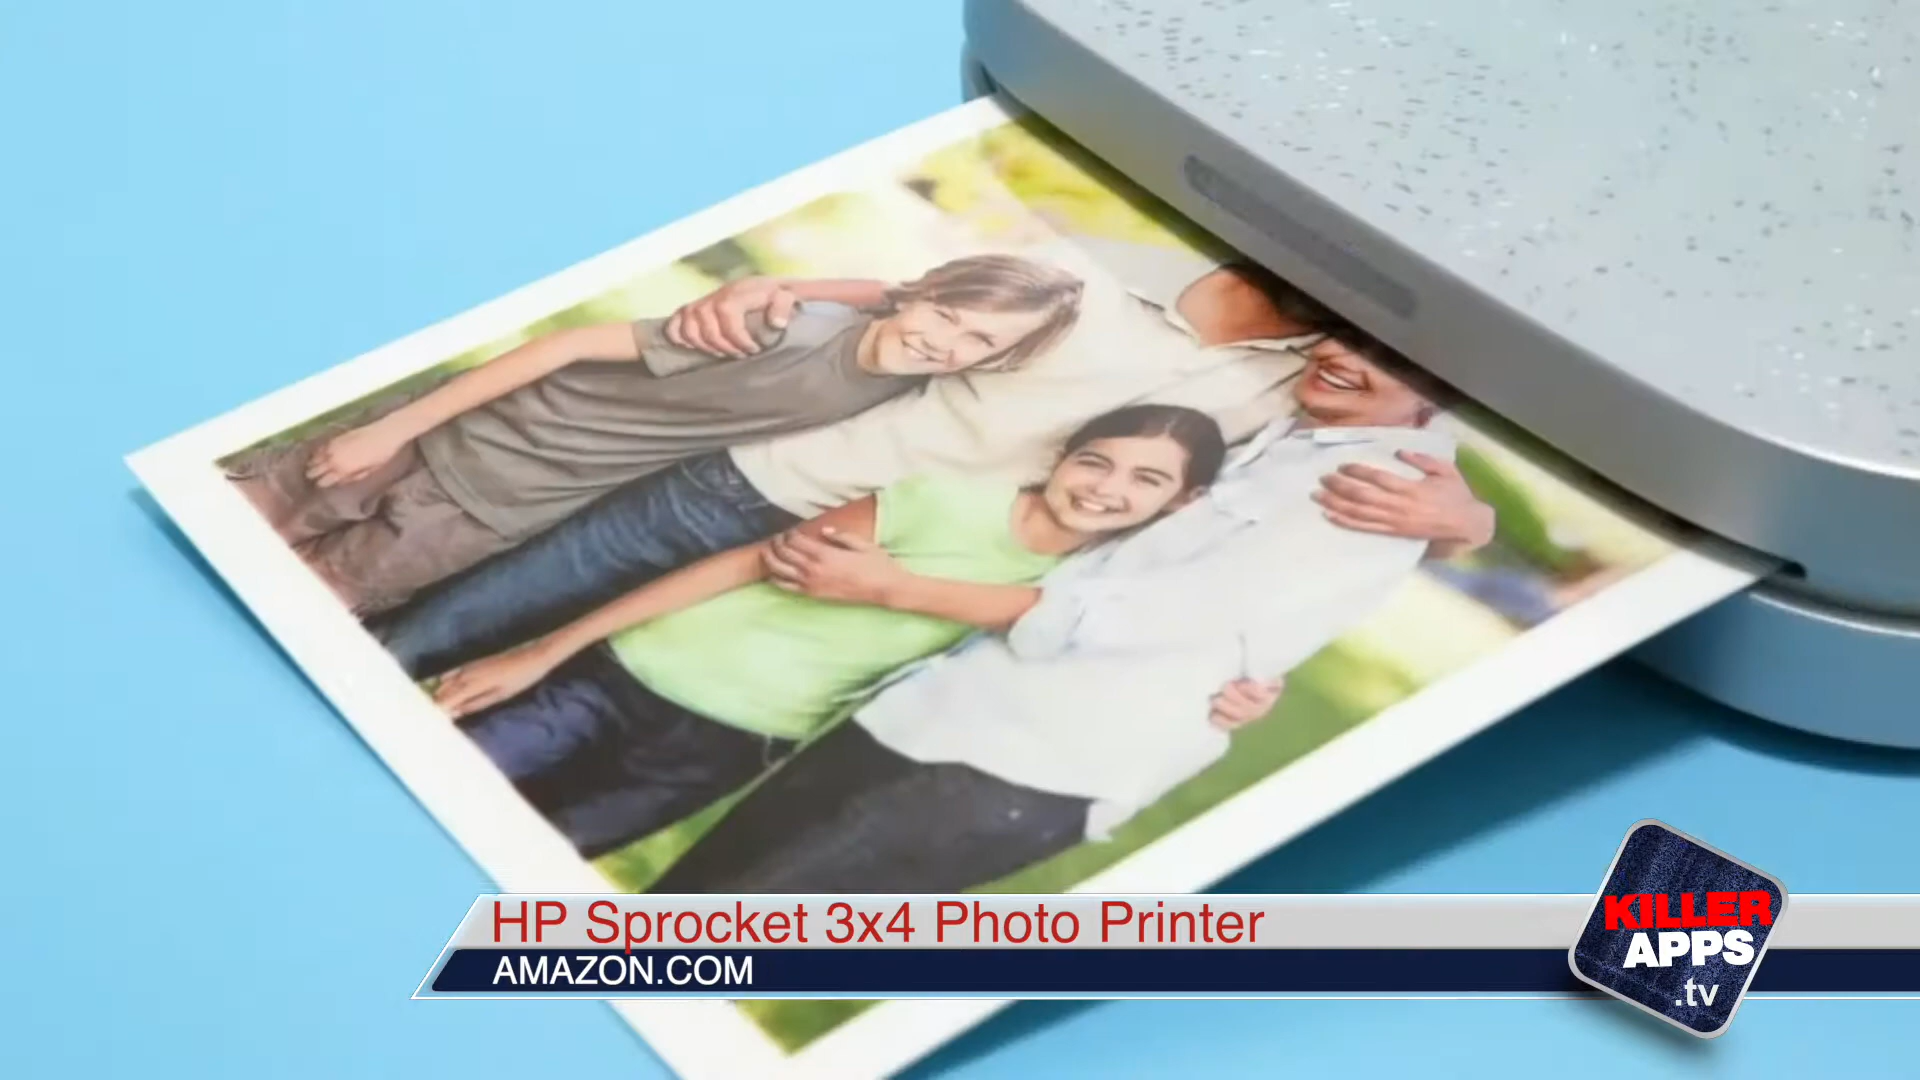 HP Sprocket 3x4 Photo Printer
AMAZON.COM
KILLER
APPS
.tv